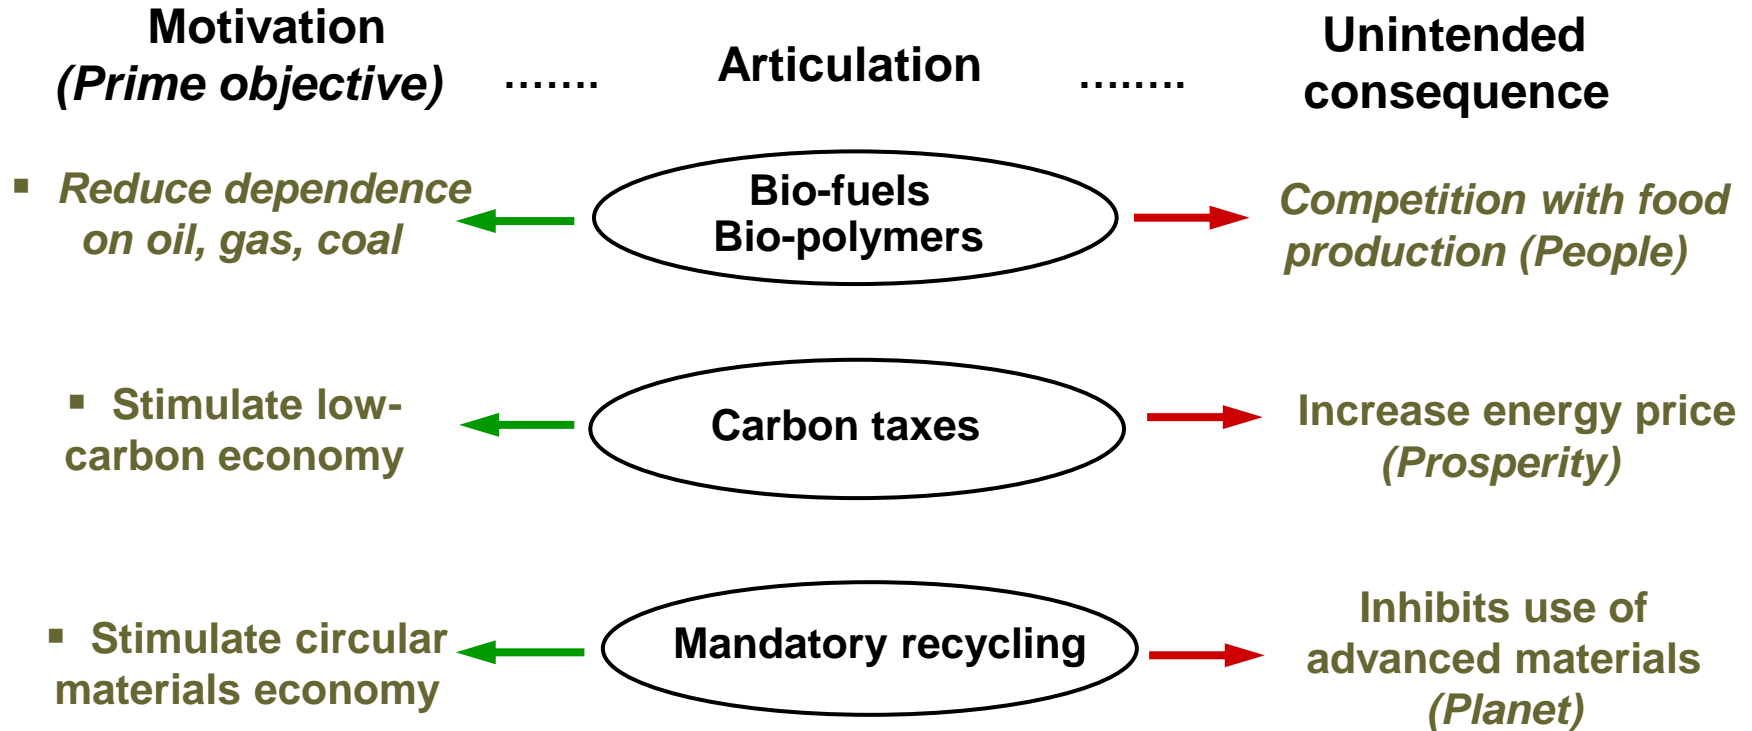 Motivation
(Prime objective)
.......
Articulation
........
Unintended
consequence
▪ Reduce dependence
on oil, gas, coal
Bio-fuels
Bio-polymers
Competition with food
production (People)
▪ Stimulate low-
carbon economy
Carbon taxes
Increase energy price
(Prosperity)
▪ Stimulate circular
materials economy
Mandatory recycling
Inhibits use of
advanced materials
(Planet)